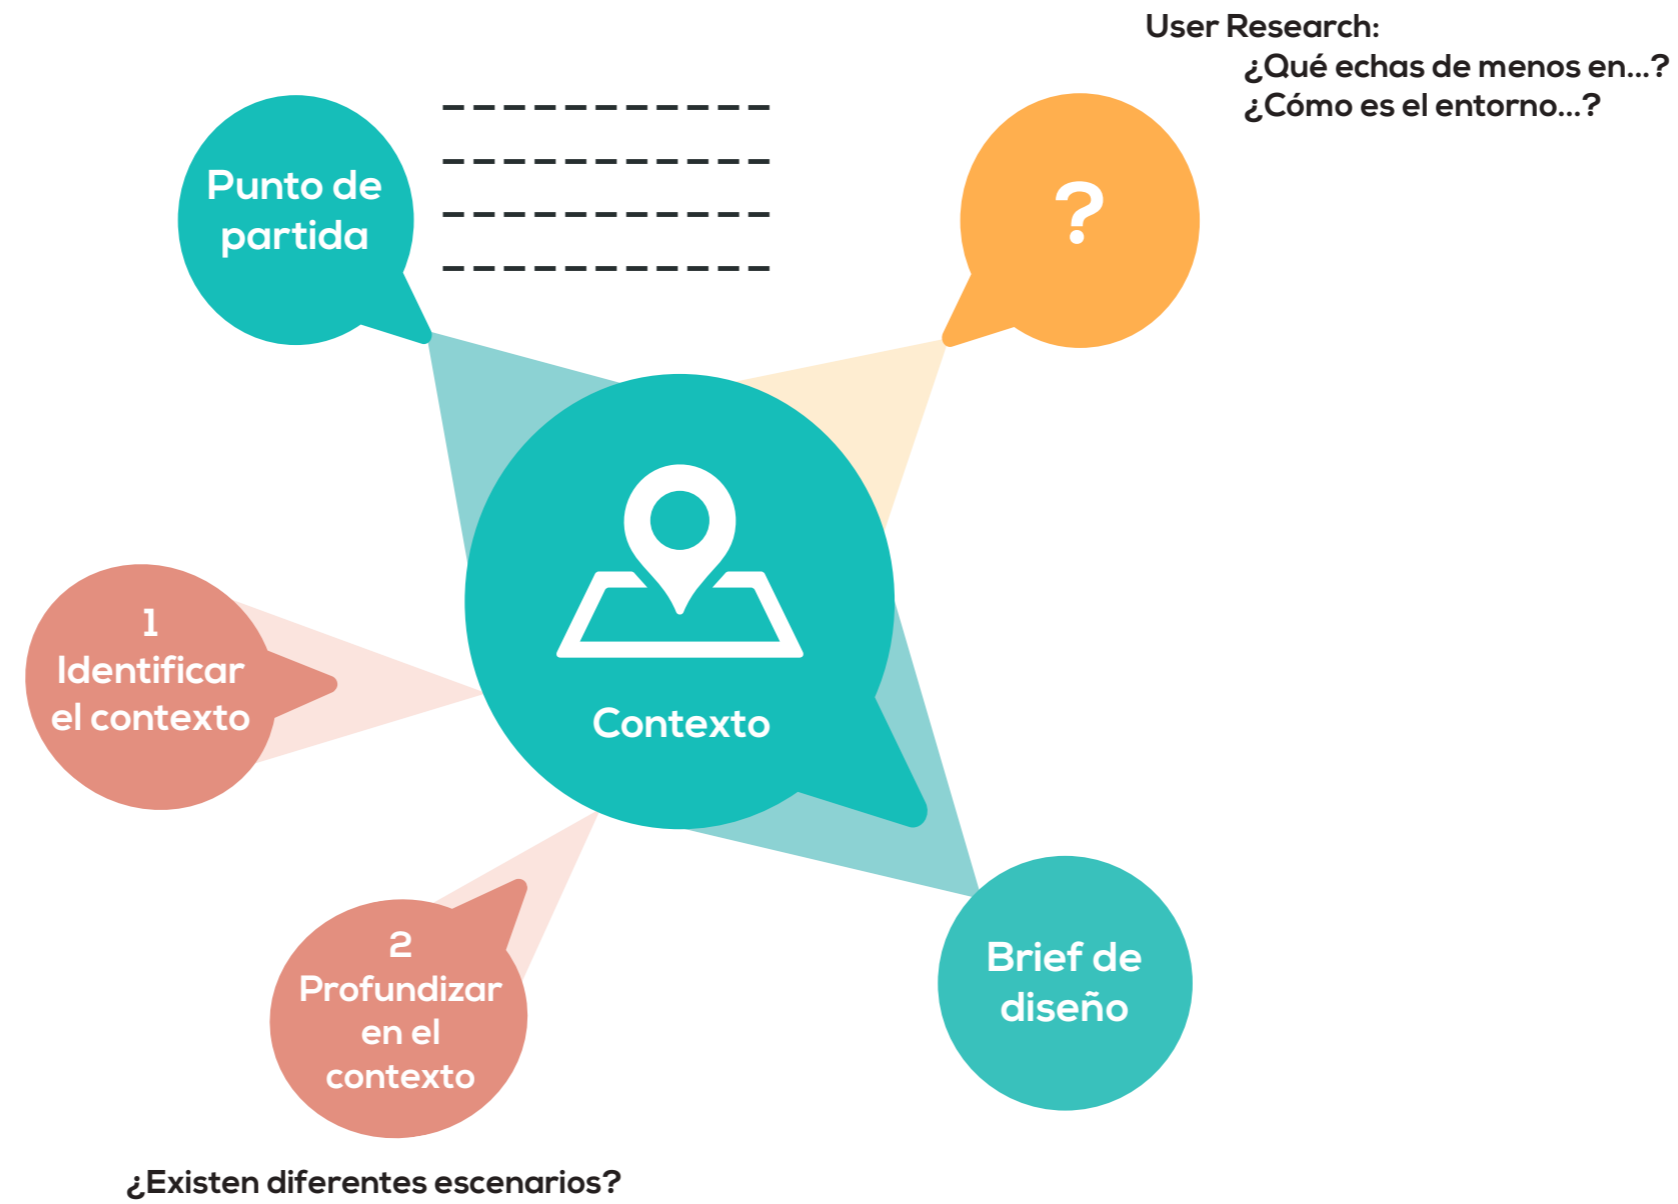 User Research:
¿Qué echas de menos en...?
¿Cómo es el entorno...?
Punto de
partida
?
1
Identificar
el contexto
Contexto
2
Profundizar
en el
contexto
Brief de
diseño
¿Existen diferentes escenarios?